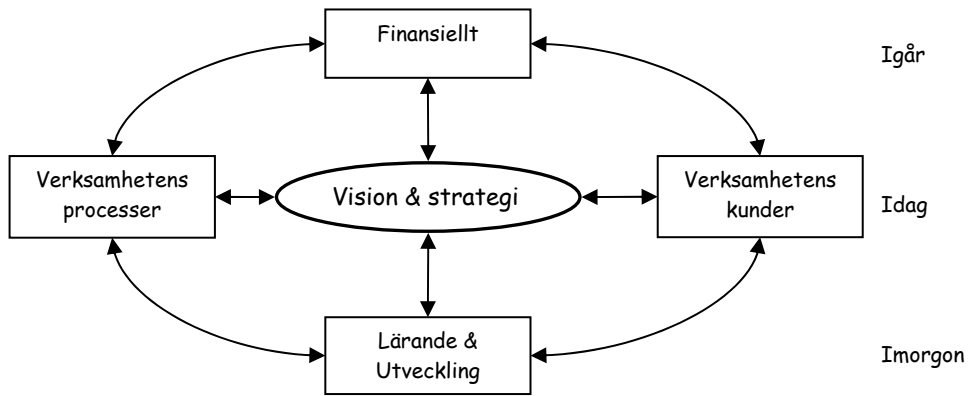 Finansiellt
Igår
Verksamhetens
processer
Vision & strategi
Verksamhetens
kunder
Idag
Lärande &
Utveckling
Imorgon